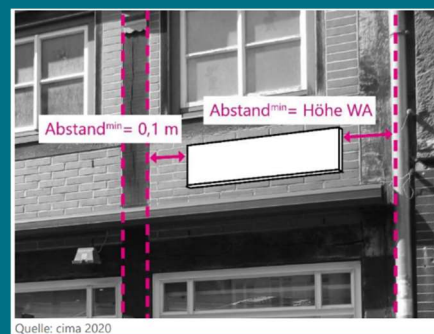 Abstandᵐⁱⁿ= Höhe WA
Abstandᵐⁱⁿ= 0,1 m
Quelle: cima 2020